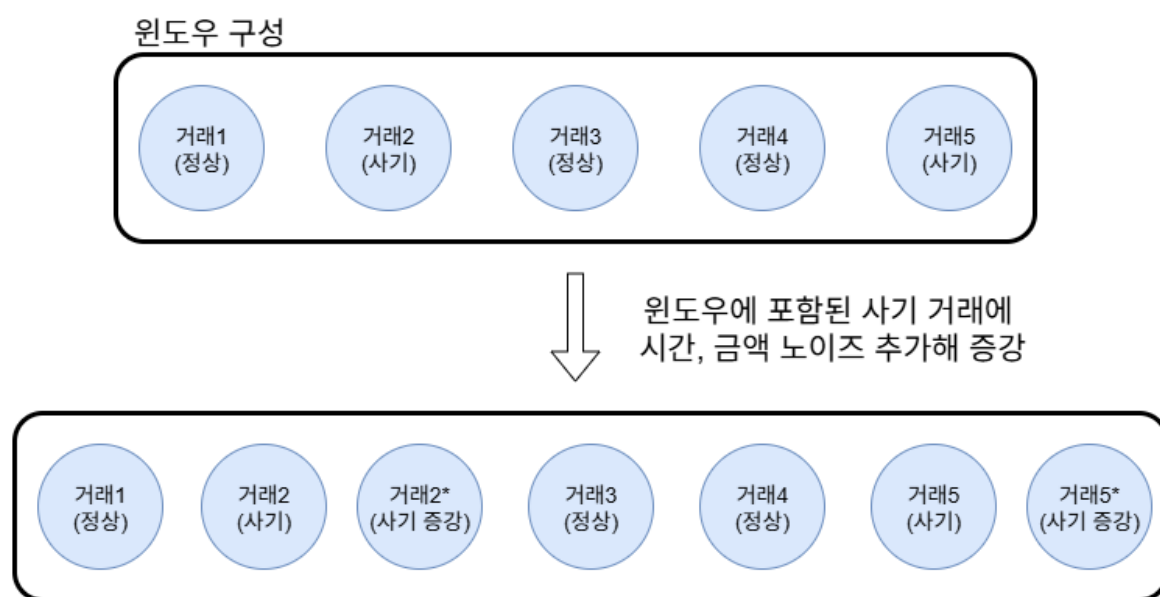 윈도우 구성
거래1
(정상)
거래2
(사기)
거래3
(정상)
거래4
(정상)
거래5
(사기)
윈도우에 포함된 사기 거래에
시간, 금액 노이즈 추가해 증강
거래1
(정상)
거래2
(사기)
거래2*
(사기 증강)
거래3
(정상)
거래4
(정상)
거래5
(사기)
거래5*
(사기 증강)